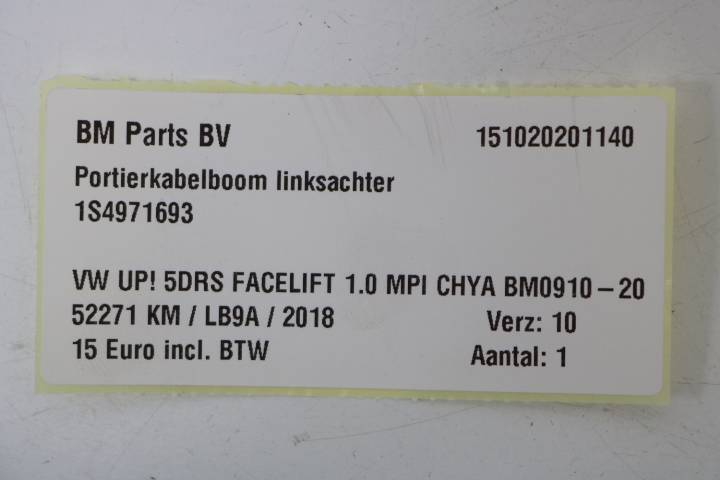 BM Parts BV 151020201140
Portierkabelboom linksachter
1S4971693
VW UP! 5DRS FACELIFT 1.0 MPI CHYA BM0910-20
52271 KM / LB9A / 2018 Verz: 10
15 Euro incl. BTW Aantal: 1